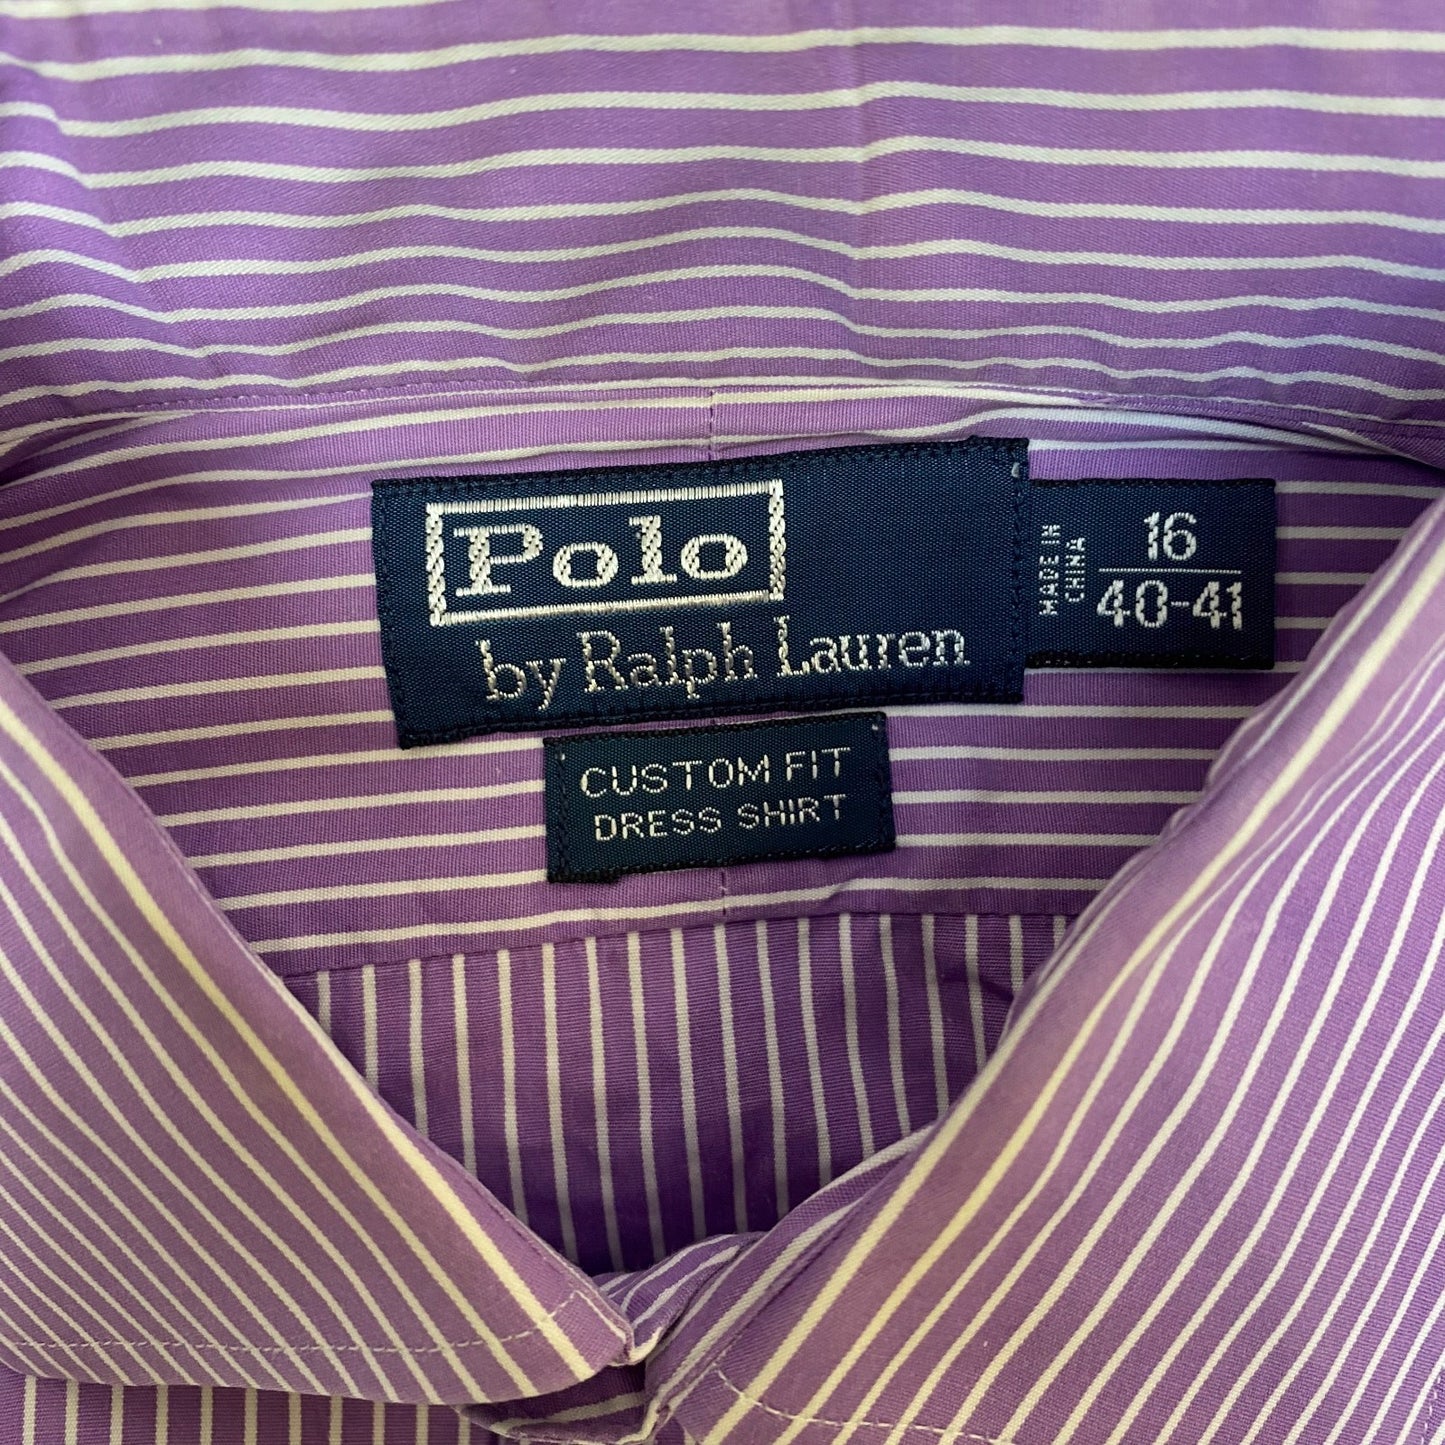 Polo
by Ralph Lauren
MADE IN
CHINA
16
40-41
CUSTOM FIT
DRESS SHIRT